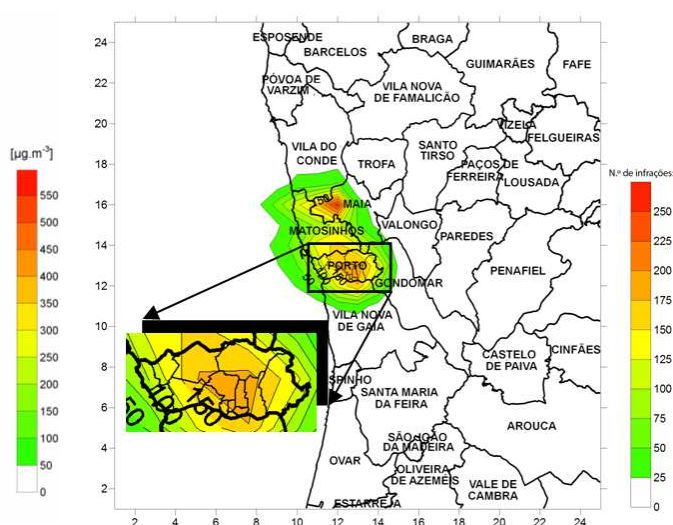 24
22
20
18
16
14
12
10
8
6
4
2
2 4 6 8 10 12 14 16 18 20 22 24
[µg.m-3]
550
500
450
400
350
300
250
200
150
100
50
0
N.º de infrações
250
225
200
175
150
125
100
75
50
25
0
ESPOSENDE
BARCELOS
BRAGA
GUIMARÃES
FAFE
PÓVOA DE
VARZIM
VILA NOVA
DE FAMALICÃO
VIZELA
FELGUEIRAS
VILA DO
CONDE
TROFA
SANTO
TIRSO
PAÇOS DE
FERREIRA
LOUSADA
MAIA
MATOSINHOS
VALONGO
PAREDES
PORTO
PENAFIEL
GONDOMAR
VILA NOVA
DE GAIA
CASTELO
DE PAIVA
CINFÃES
SPINHO
SANTA MARIA
DA FEIRA
AROUCA
SÃO JOÃO
DA MADEIRA
OVAR
OLIVEIRA
DE AZEMÉIS
VALE DE
CAMBRA
ESTARREJA
50
100
150